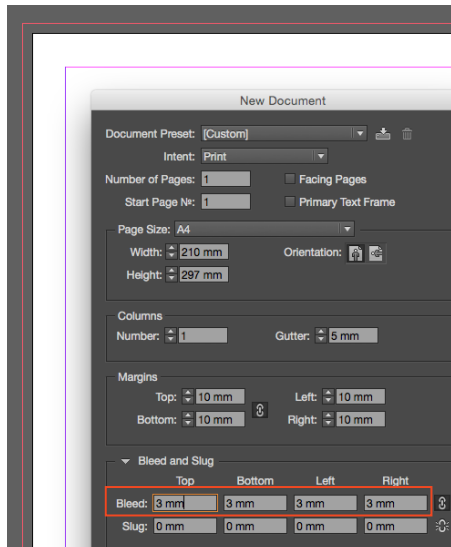 New Document
Document Preset: [Custom]
Intent: Print
Number of Pages: 1 Facing Pages
Start Page №: 1 Primary Text Frame
Page Size: A4
Width: 210 mm Orientation:
Height: 297 mm
Columns
Number: 1 Gutter: 5 mm
Margins
Top: 10 mm Left: 10 mm
Bottom: 10 mm Right: 10 mm
Bleed and Slug
Top Bottom Left Right
Bleed: 3 mm 3 mm 3 mm 3 mm
Slug: 0 mm 0 mm 0 mm 0 mm